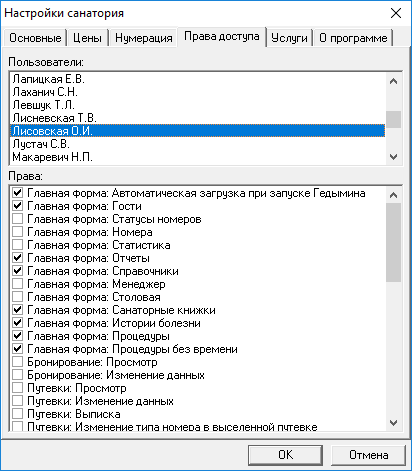 Настройки санатория
Основные Цены Нумерация Права доступа Услуги О программе
Пользователи:
Лапицкая Е.В.
Лаханич С.Н.
Левшук Т.Л.
Лисневская Т.В.
Лисовская О.И.
Лустач С.В.
Макаревич Н.П.
Права:
Главная форма: Автоматическая загрузка при запуске Гедымина
Главная форма: Гости
Главная форма: Статусы номеров
Главная форма: Номера
Главная форма: Статистика
Главная форма: Отчеты
Главная форма: Справочники
Главная форма: Менеджер
Главная форма: Столовая
Главная форма: Санаторные книжки
Главная форма: Истории болезни
Главная форма: Процедуры
Главная форма: Процедуры без времени
Бронирование: Просмотр
Бронирование: Изменение данных
Путевки: Просмотр
Путевки: Изменение данных
Путевки: Выписка
Путевки: Изменение типа номера в выселенной путевке
OK Отмена